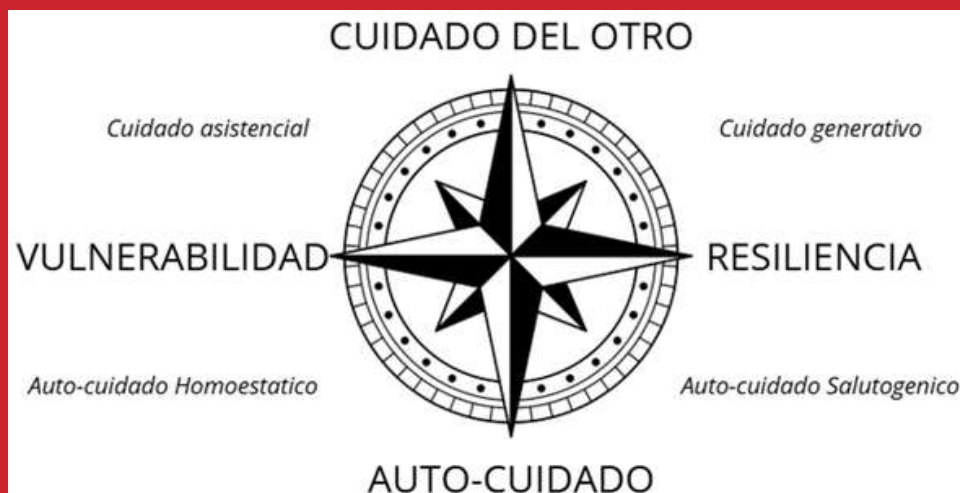 CUIDADO DEL OTRO
Cuidado asistencial
Cuidado generativo
VULNERABILIDAD
RESILIENCIA
Auto-cuidado Homoestatico
Auto-cuidado Salutogenico
AUTO-CUIDADO